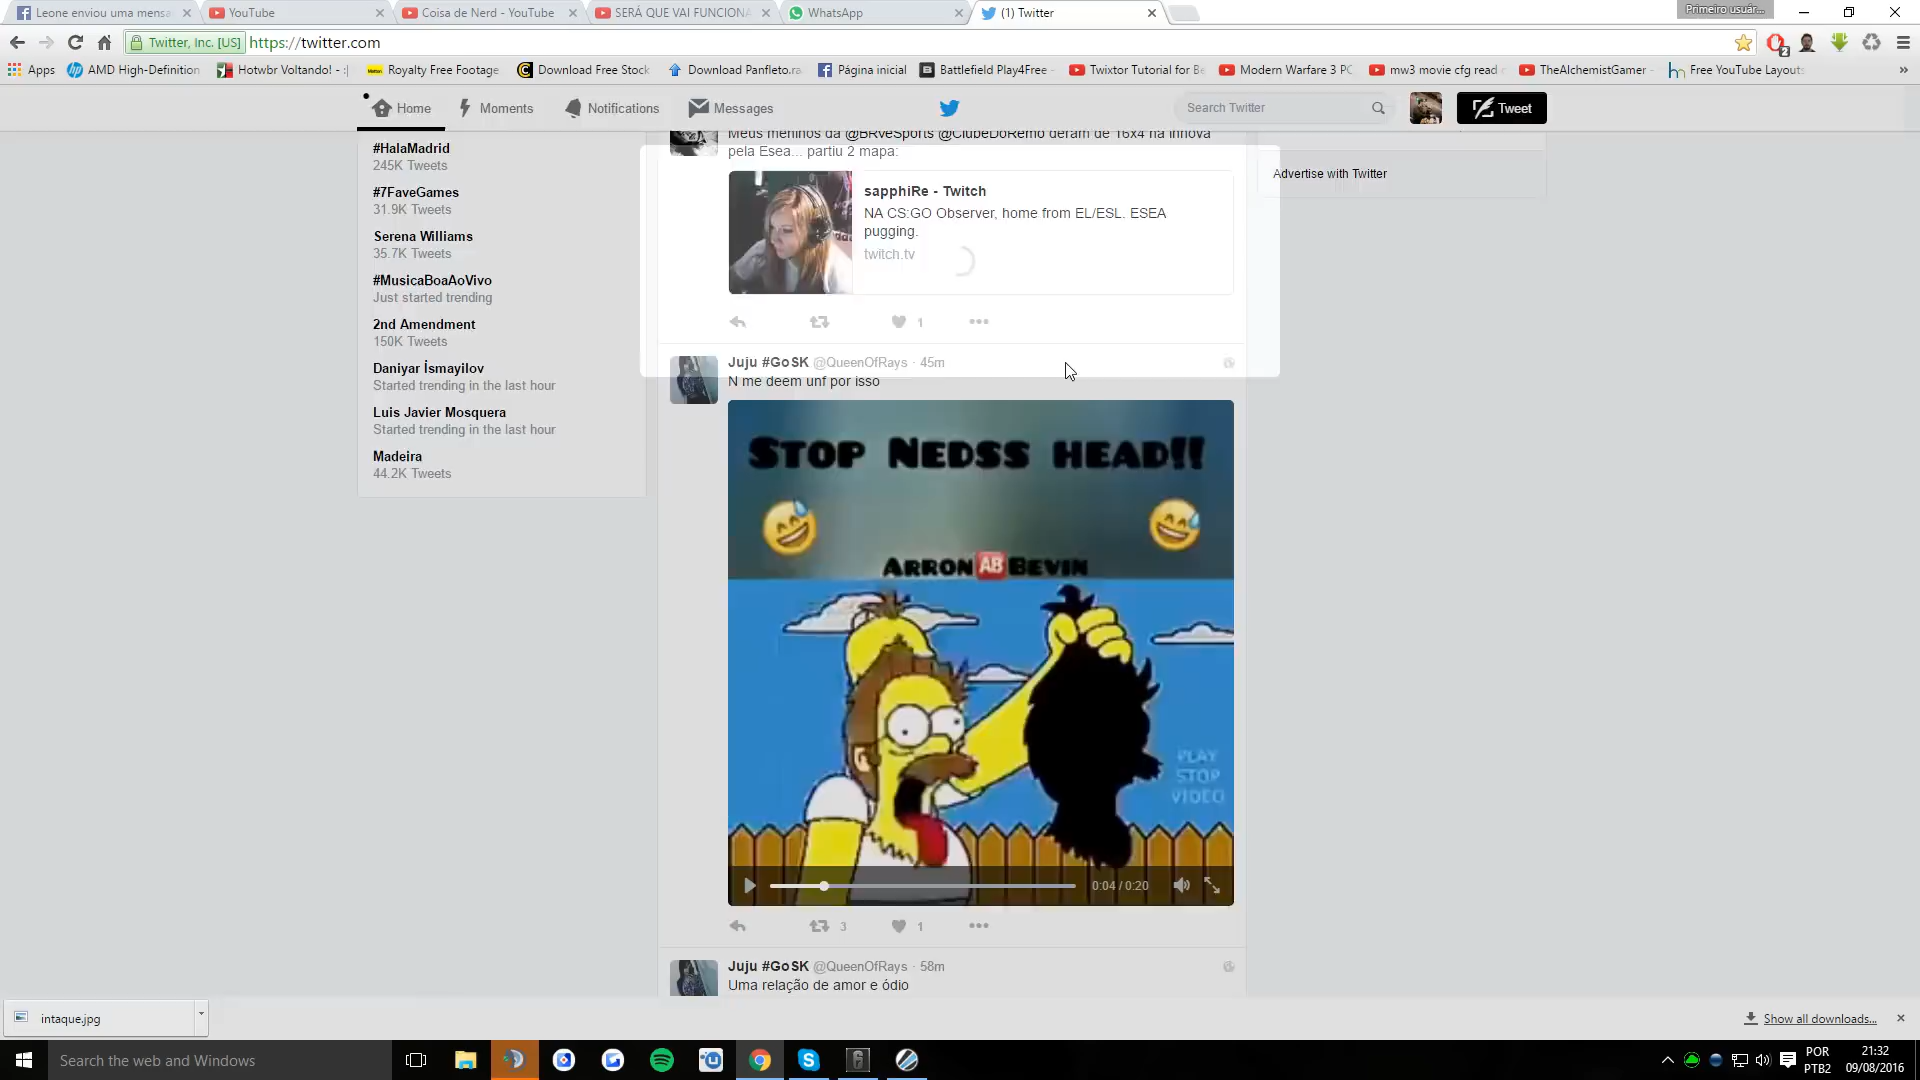 Leone enviou uma mensa
YouTube
Coisa de Nerd - YouTube
SERÁ QUE VAI FUNCIONA
WhatsApp
(1) Twitter
Primeiro usuár...
Twitter, Inc. [US]
https://twitter.com
2
Apps
AMD High-Definition
Hotwbr Voltando! - :|
Royalty Free Footage
Download Free Stock
Download Panfleto.ra
Página inicial
Battlefield Play4Free -
Twixtor Tutorial for Be
Modern Warfare 3 PC
mw3 movie cfg read
TheAlchemistGamer -
Free YouTube Layouts
»
Home
Moments
Notifications
Messages
Search Twitter
Tweet
#HalaMadrid
245K Tweets
#7FaveGames
31.9K Tweets
Serena Williams
35.7K Tweets
#MusicaBoaAoVivo
Just started trending
2nd Amendment
150K Tweets
Daniyar İsmayilov
Started trending in the last hour
Luis Javier Mosquera
Started trending in the last hour
Madeira
44.2K Tweets
Meus meninos da @BRveSports @ClubeDoRemo deram de 16x4 na innova
pela Esea... partiu 2 mapa:
sapphiRe - Twitch
NA CS:GO Observer, home from EL/ESL. ESEA
pugging.
twitch.tv
1
Juju #GoSK @QueenOfRays · 45m
N me deem unf por isso
STOP NEDSS HEAD!!
ARRON AB BEVIN
PLAY
STOP
VIDEO
0:04 / 0:20
3
1
Juju #GoSK @QueenOfRays · 58m
Uma relação de amor e ódio
Advertise with Twitter
intaque.jpg
Show all downloads...
Search the web and Windows
POR
PTB2
21:32
09/08/2016